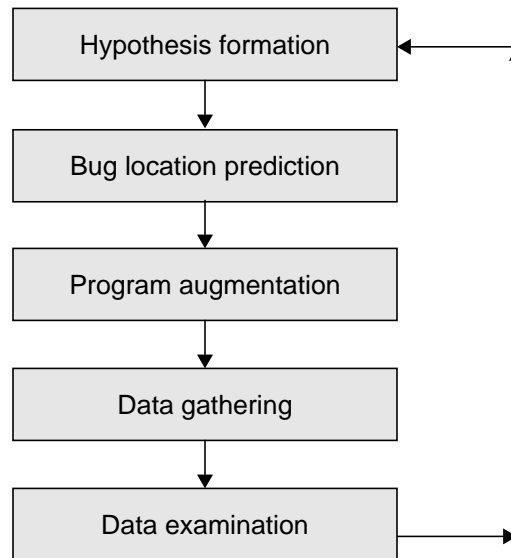 Hypothesis formation
Bug location prediction
Program augmentation
Data gathering
Data examination